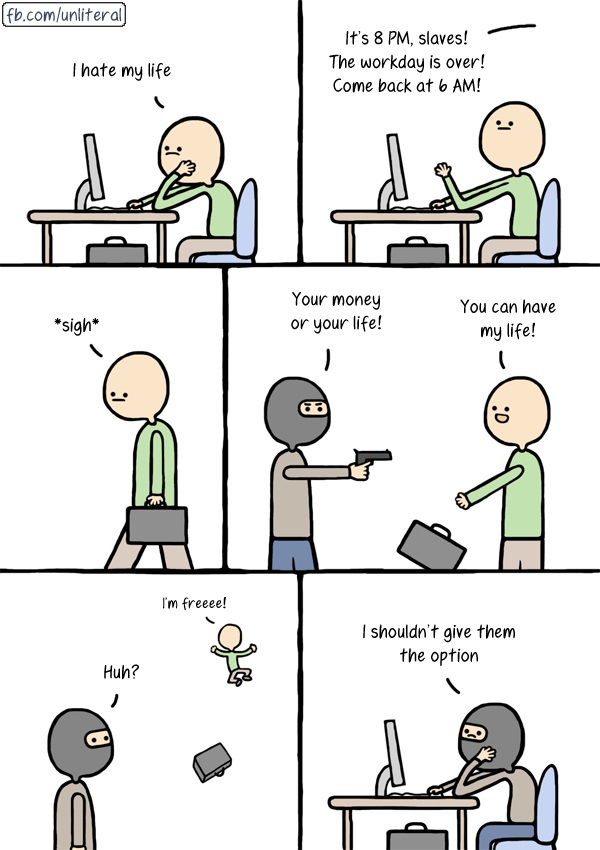 fb.com/unliteral
I hate my life
It's 8 PM, slaves!
The workday is over!
Come back at 6 AM!
*sigh*
Your money
or your life!
You can have
my life!
I'm freeee!
Huh?
I shouldn't give them
the option